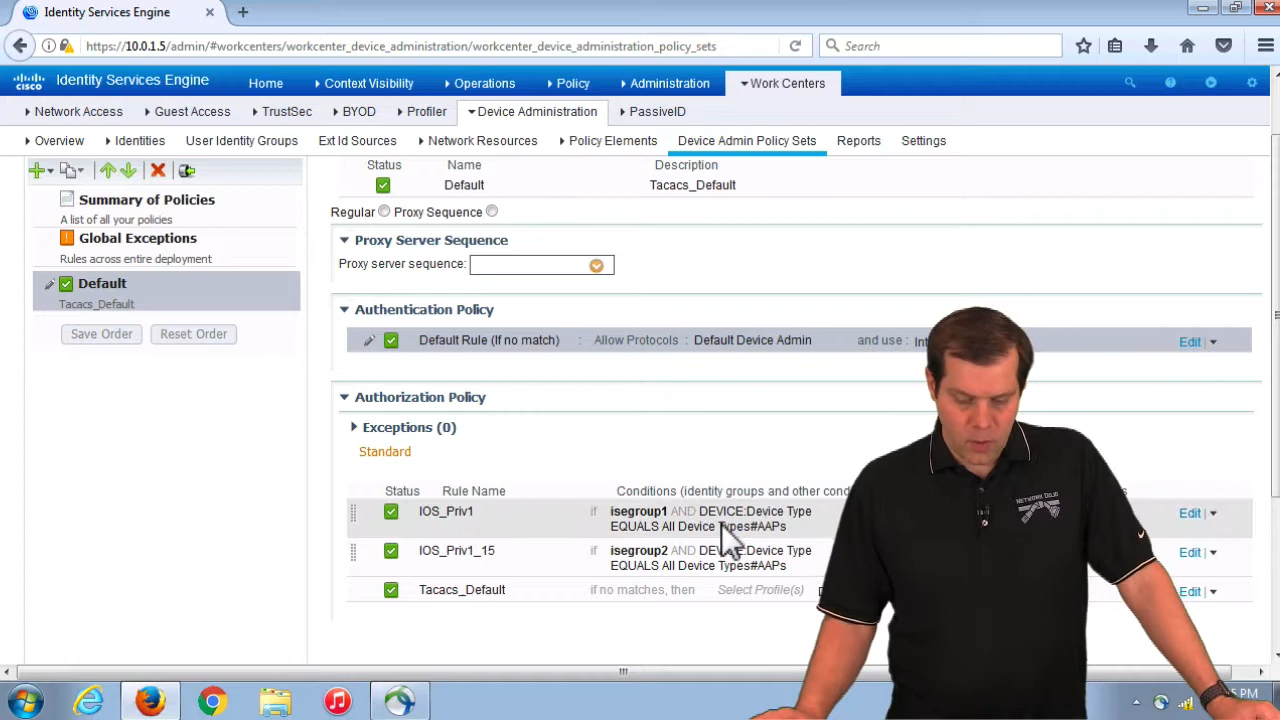 Identity Services Engine
https://10.0.1.5/admin/#workcenters/workcenter_device_administration/workcenter_device_administration_policy_sets
Search
CISCO
Identity Services Engine
Home
Context Visibility
Operations
Policy
Administration
Work Centers
Network Access
Guest Access
TrustSec
BYOD
Profiler
Device Administration
PassiveID
Overview
Identities
User Identity Groups
Ext Id Sources
Network Resources
Policy Elements
Device Admin Policy Sets
Reports
Settings
Summary of Policies
A list of all your policies
Global Exceptions
Rules across entire deployment
Default
Tacacs_Default
Save Order
Reset Order
Status Name Description
Default Tacacs_Default
Regular Proxy Sequence
Proxy Server Sequence
Proxy server sequence:
Authentication Policy
Default Rule (If no match) : Allow Protocols : Default Device Admin and use : Edit
Authorization Policy
Exceptions (0)
Standard
Status Rule Name Conditions (identity groups and other
IOS_Priv1 if isegroup1 AND DEVICE:Device Type Edit
EQUALS All Device Types#AAPs
IOS_Priv1_15 if isegroup2 AND DEVICE:Device Type Edit
EQUALS All Device Types#AAPs
Tacacs_Default if no matches, then Select Profile(s) Edit
NETWORK DOJO
PM